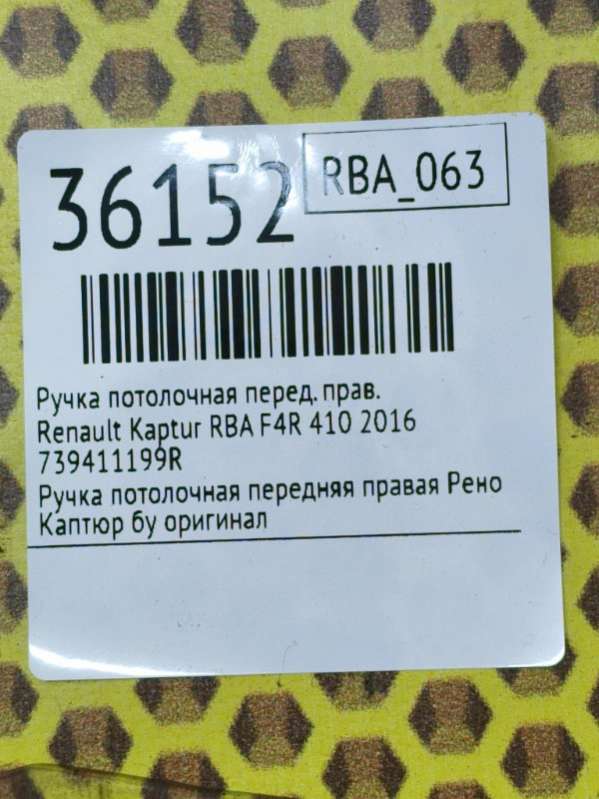 36152
RBA_063
Ручка потолочная перед. прав.
Renault Kaptur RBA F4R 410 2016
739411199R
Ручка потолочная передняя правая Рено
Каптюр бу оригинал